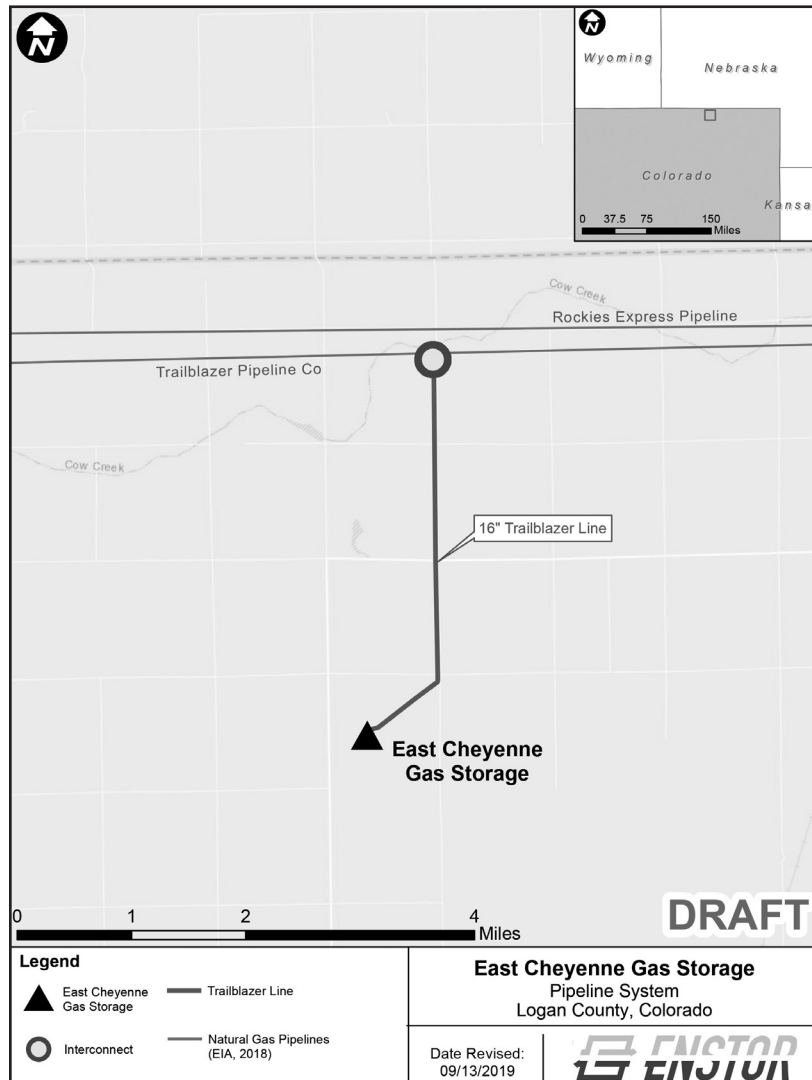 N
N
Wyoming
Nebraska
Colorado
Kansa
0 37.5 75 150
Miles
Cow Creek
Rockies Express Pipeline
Trailblazer Pipeline Co
Cow Creek
16" Trailblazer Line
East Cheyenne
Gas Storage
DRAFT
0 1 2 4
Miles
Legend
East Cheyenne
Gas Storage
Trailblazer Line
Interconnect
Natural Gas Pipelines
(EIA, 2018)
East Cheyenne Gas Storage
Pipeline System
Logan County, Colorado
Date Revised:
09/13/2019
ENSTOR